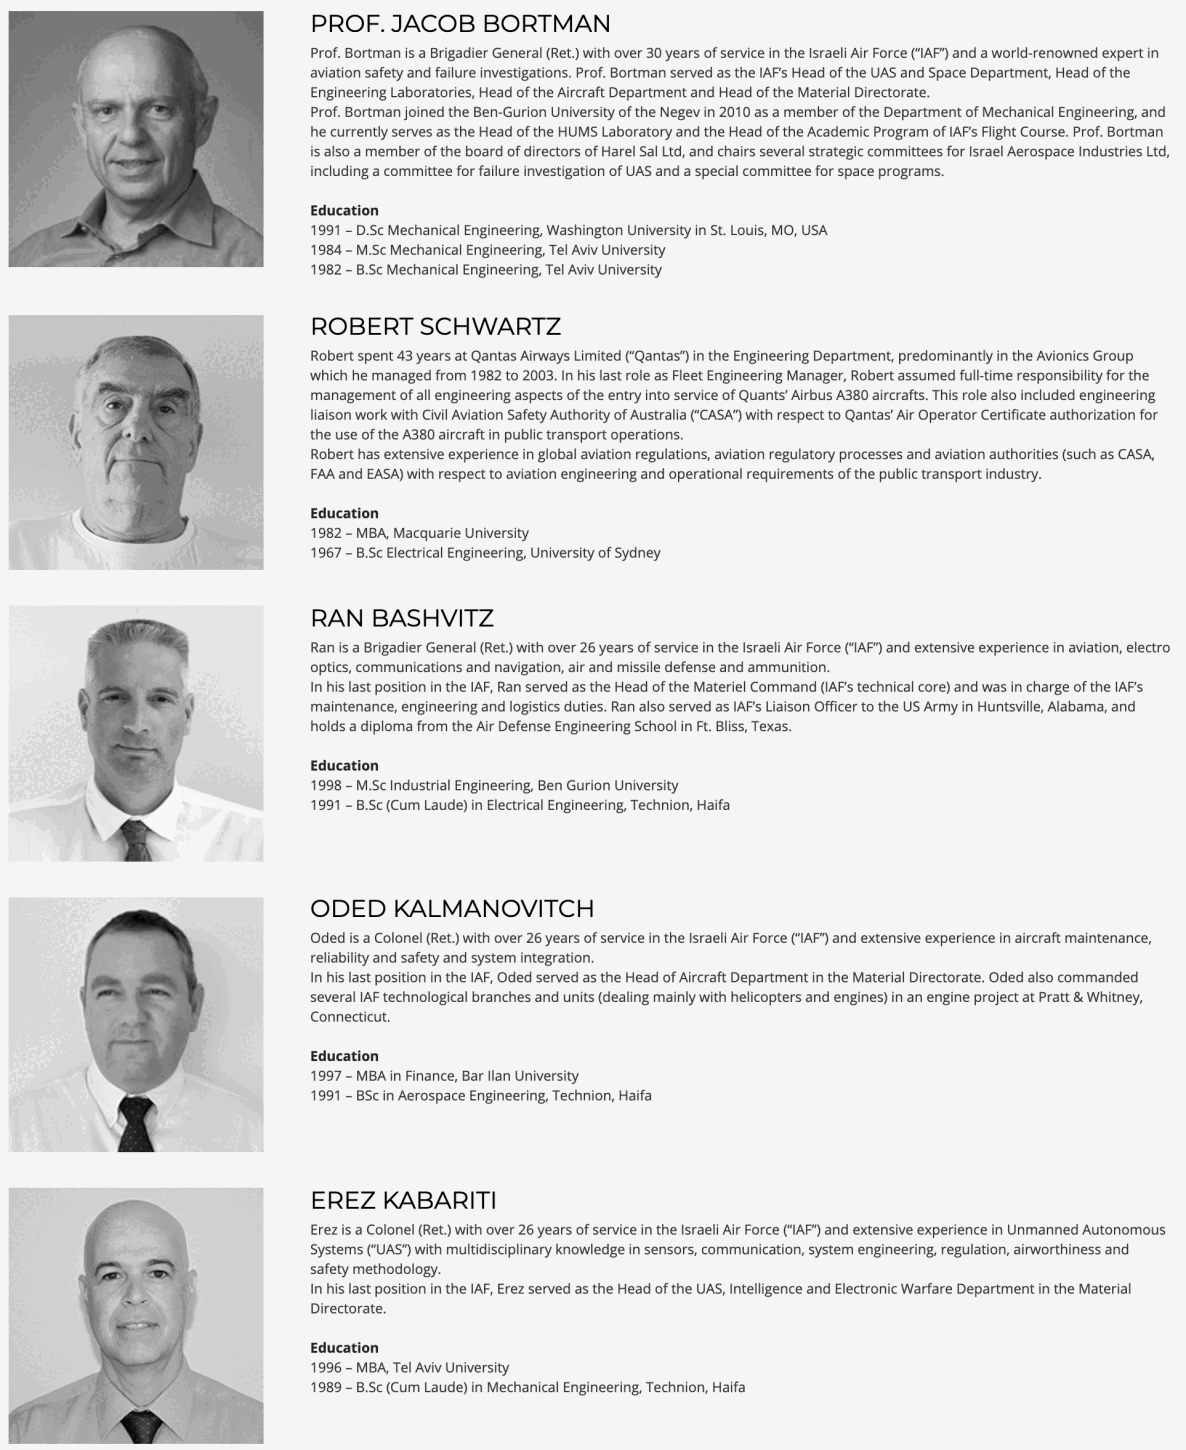 PROF. JACOB BORTMAN
Prof. Bortman is a Brigadier General (Ret.) with over 30 years of service in the Israeli Air Force (“IAF”) and a world-renowned expert in
aviation safety and failure investigations. Prof. Bortman served as the IAF’s Head of the UAS and Space Department, Head of the
Engineering Laboratories, Head of the Aircraft Department and Head of the Material Directorate.
Prof. Bortman joined the Ben-Gurion University of the Negev in 2010 as a member of the Department of Mechanical Engineering, and
he currently serves as the Head of the HUMS Laboratory and the Head of the Academic Program of IAF’s Flight Course. Prof. Bortman
is also a member of the board of directors of Harel Sal Ltd, and chairs several strategic committees for Israel Aerospace Industries Ltd,
including a committee for failure investigation of UAS and a special committee for space programs.
Education
1991 – D.Sc Mechanical Engineering, Washington University in St. Louis, MO, USA
1984 – M.Sc Mechanical Engineering, Tel Aviv University
1982 – B.Sc Mechanical Engineering, Tel Aviv University
ROBERT SCHWARTZ
Robert spent 43 years at Qantas Airways Limited (“Qantas”) in the Engineering Department, predominantly in the Avionics Group
which he managed from 1982 to 2003. In his last role as Fleet Engineering Manager, Robert assumed full-time responsibility for the
management of all engineering aspects of the entry into service of Quants’ Airbus A380 aircrafts. This role also included engineering
liaison work with Civil Aviation Safety Authority of Australia (“CASA”) with respect to Qantas’ Air Operator Certificate authorization for
the use of the A380 aircraft in public transport operations.
Robert has extensive experience in global aviation regulations, aviation regulatory processes and aviation authorities (such as CASA,
FAA and EASA) with respect to aviation engineering and operational requirements of the public transport industry.
Education
1982 – MBA, Macquarie University
1967 – B.Sc Electrical Engineering, University of Sydney
RAN BASHVITZ
Ran is a Brigadier General (Ret.) with over 26 years of service in the Israeli Air Force (“IAF”) and extensive experience in aviation, electro
optics, communications and navigation, air and missile defense and ammunition.
In his last position in the IAF, Ran served as the Head of the Materiel Command (IAF’s technical core) and was in charge of the IAF’s
maintenance, engineering and logistics duties. Ran also served as IAF’s Liaison Officer to the US Army in Huntsville, Alabama, and
holds a diploma from the Air Defense Engineering School in Ft. Bliss, Texas.
Education
1998 – M.Sc Industrial Engineering, Ben Gurion University
1991 – B.Sc (Cum Laude) in Electrical Engineering, Technion, Haifa
ODED KALMANOVITCH
Oded is a Colonel (Ret.) with over 26 years of service in the Israeli Air Force (“IAF”) and extensive experience in aircraft maintenance,
reliability and safety and system integration.
In his last position in the IAF, Oded served as the Head of Aircraft Department in the Material Directorate. Oded also commanded
several IAF technological branches and units (dealing mainly with helicopters and engines) in an engine project at Pratt & Whitney,
Connecticut.
Education
1997 – MBA in Finance, Bar Ilan University
1991 – BSc in Aerospace Engineering, Technion, Haifa
EREZ KABARITI
Erez is a Colonel (Ret.) with over 26 years of service in the Israeli Air Force (“IAF”) and extensive experience in Unmanned Autonomous
Systems (“UAS”) with multidisciplinary knowledge in sensors, communication, system engineering, regulation, airworthiness and
safety methodology.
In his last position in the IAF, Erez served as the Head of the UAS, Intelligence and Electronic Warfare Department in the Material
Directorate.
Education
1996 – MBA, Tel Aviv University
1989 – B.Sc (Cum Laude) in Mechanical Engineering, Technion, Haifa